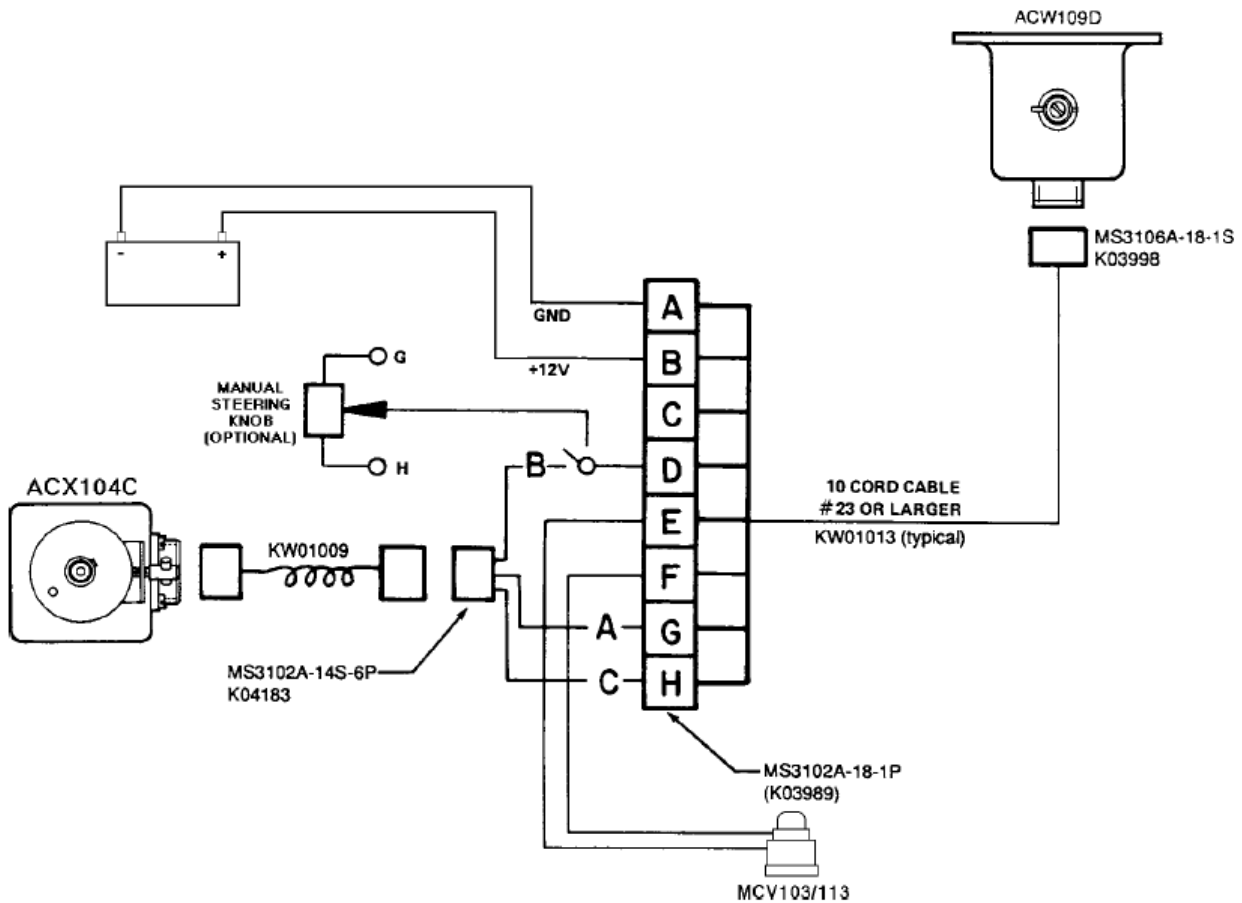 ACW109D
MS3106A-18-1S
K03998
-
+
GND
A
+12V
B
G
MANUAL
STEERING
KNOB
(OPTIONAL)
H
C
B
D
10 CORD CABLE
#23 OR LARGER
KW01013 (typical)
E
ACX104C
KW01009
F
A
G
MS3102A-14S-6P
K04183
C
H
MS3102A-18-1P
(K03989)
MCV103/113